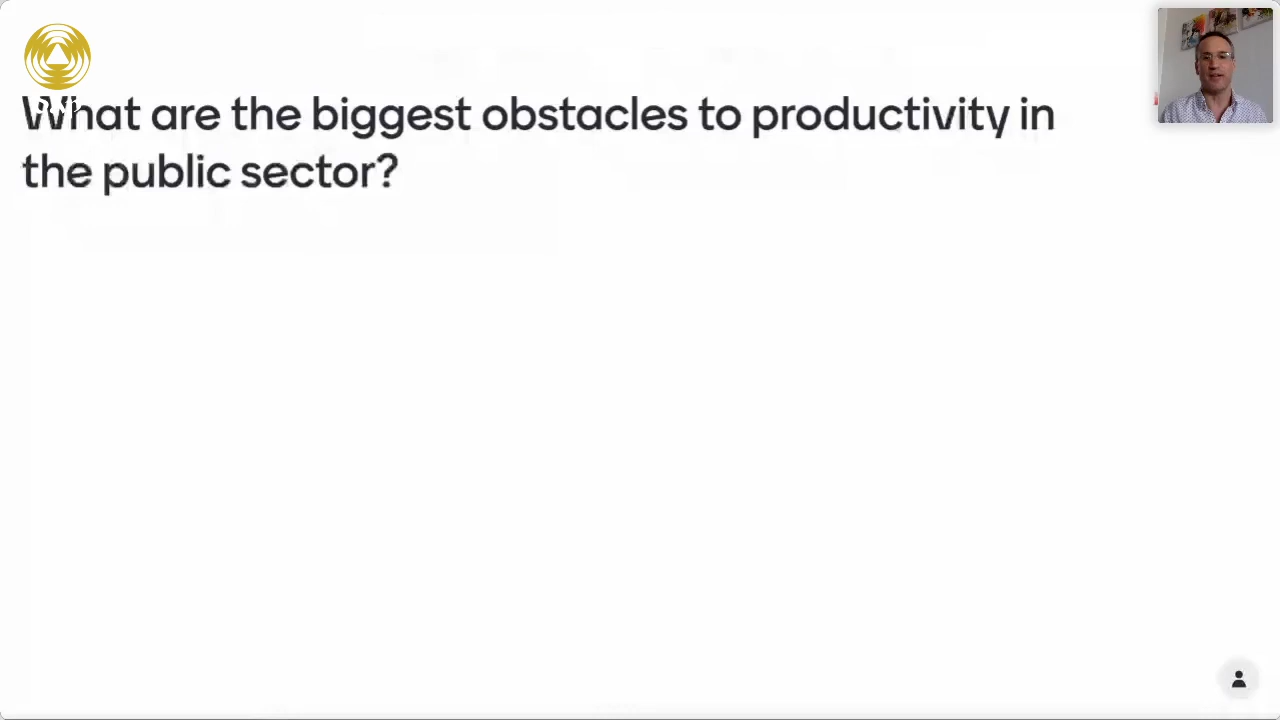 What are the biggest obstacles to productivity in
the public sector?